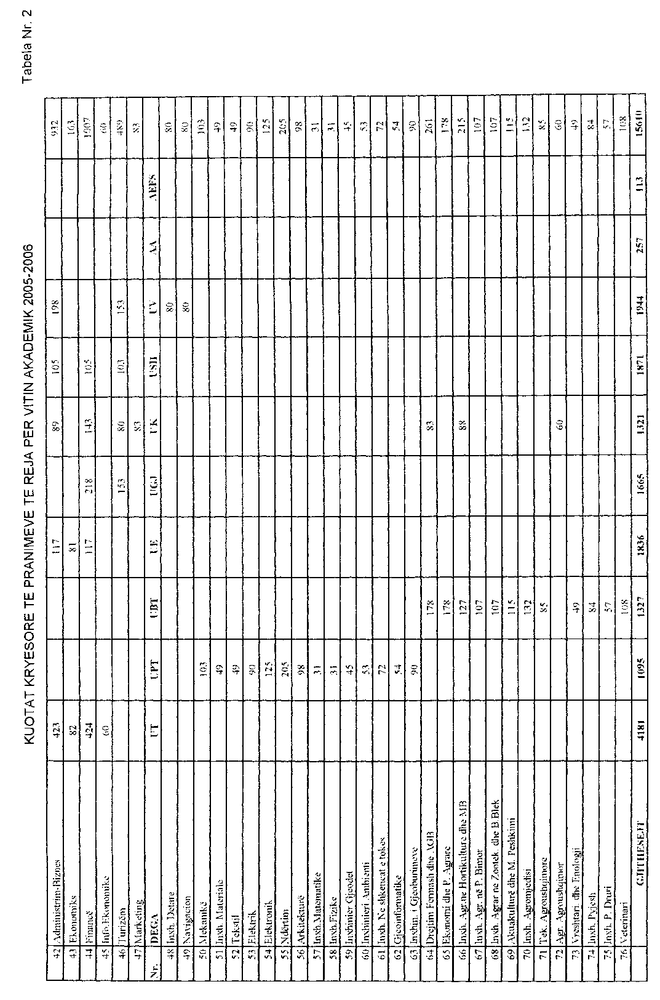 Tabela Nr. 2
KUOTAT KRYESORE TE PRANIMEVE TE REJA PER VITIN AKADEMIK 2005-2006
42 Administrim-Biznes 423 117 89 105 198 932
43 Ekonomiks 82 81 163
44 Financë 424 117 218 143 105 1007
45 Info.Ekonomike 60 60
46 Turizëm 153 80 103 153 489
47 Marketing 83 83
Nr. DEGA UT UPT UBT UE UGJ UK USH UV AA AEFS
48 Inxh. Detare 80 80
49 Navigacion 80 80
50 Mekanikë 103 103
51 Inxh. Materiale 49 49
52 Tekstil 49 49
53 Elektrik 90 90
54 Elektronik 125 125
55 Ndërtim 205 205
56 Arkitekturë 98 98
57 Inxh.Matematike 31 31
58 Inxh.Fizike 31 31
59 Inxhinier Gjeodet 45 45
60 Inxhinieri Ambienti 53 53
61 Inxh. Ne shkencat e tokes 72 72
62 Gjeoinformatike 54 54
63 Inxhin. i Gjeoburimeve 90 90
64 Drejtim Fermash dhe AGB 178 83 261
65 Ekonomi dhe P. Agrare 178 178
66 Inxh. Agr.ne Hortikulture dhe MB 127 88 215
67 Inxh. Agr. në P. Bimor 107 107
68 Inxh. Agrar ne Zootek. dhe B.Blek 107 107
69 Akuakulturë dhe M. Peshkimi 115 115
70 Inxh. Agromjedisi 132 132
71 Tek. Agroushqimore 85 85
72 Agr. Agroushqimor 60 60
73 Vreshtari. dhe Enologji 49 49
74 Inxh. Pyjesh 84 84
75 Inxh. P. Druri 57 57
76 Veterinari 108 108
GJITHESEJT 4181 1095 1327 1836 1665 1321 1871 1944 257 113 15610